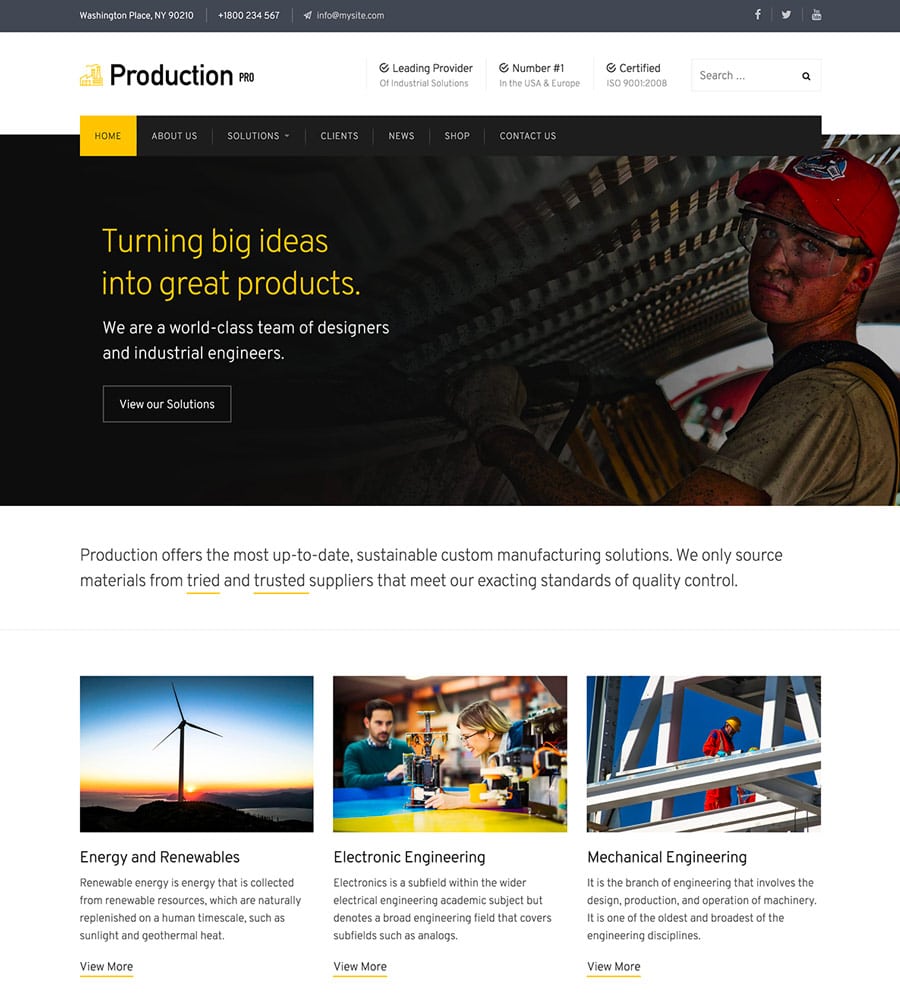 Washington Place, NY 90210 +1800 234 567 info@mysite.com
Production PRO
Leading Provider
Of Industrial Solutions
Number #1
In the USA & Europe
Certified
ISO 9001:2008
Search ...
HOME ABOUT US SOLUTIONS CLIENTS NEWS SHOP CONTACT US
Turning big ideas
into great products.
We are a world-class team of designers
and industrial engineers.
View our Solutions
Production offers the most up-to-date, sustainable custom manufacturing solutions. We only source
materials from tried and trusted suppliers that meet our exacting standards of quality control.
Energy and Renewables
Renewable energy is energy that is collected
from renewable resources, which are naturally
replenished on a human timescale, such as
sunlight and geothermal heat.
View More
Electronic Engineering
Electronics is a subfield within the wider
electrical engineering academic subject but
denotes a broad engineering field that covers
subfields such as analogs.
View More
Mechanical Engineering
It is the branch of engineering that involves the
design, production, and operation of machinery.
It is one of the oldest and broadest of the
engineering disciplines.
View More